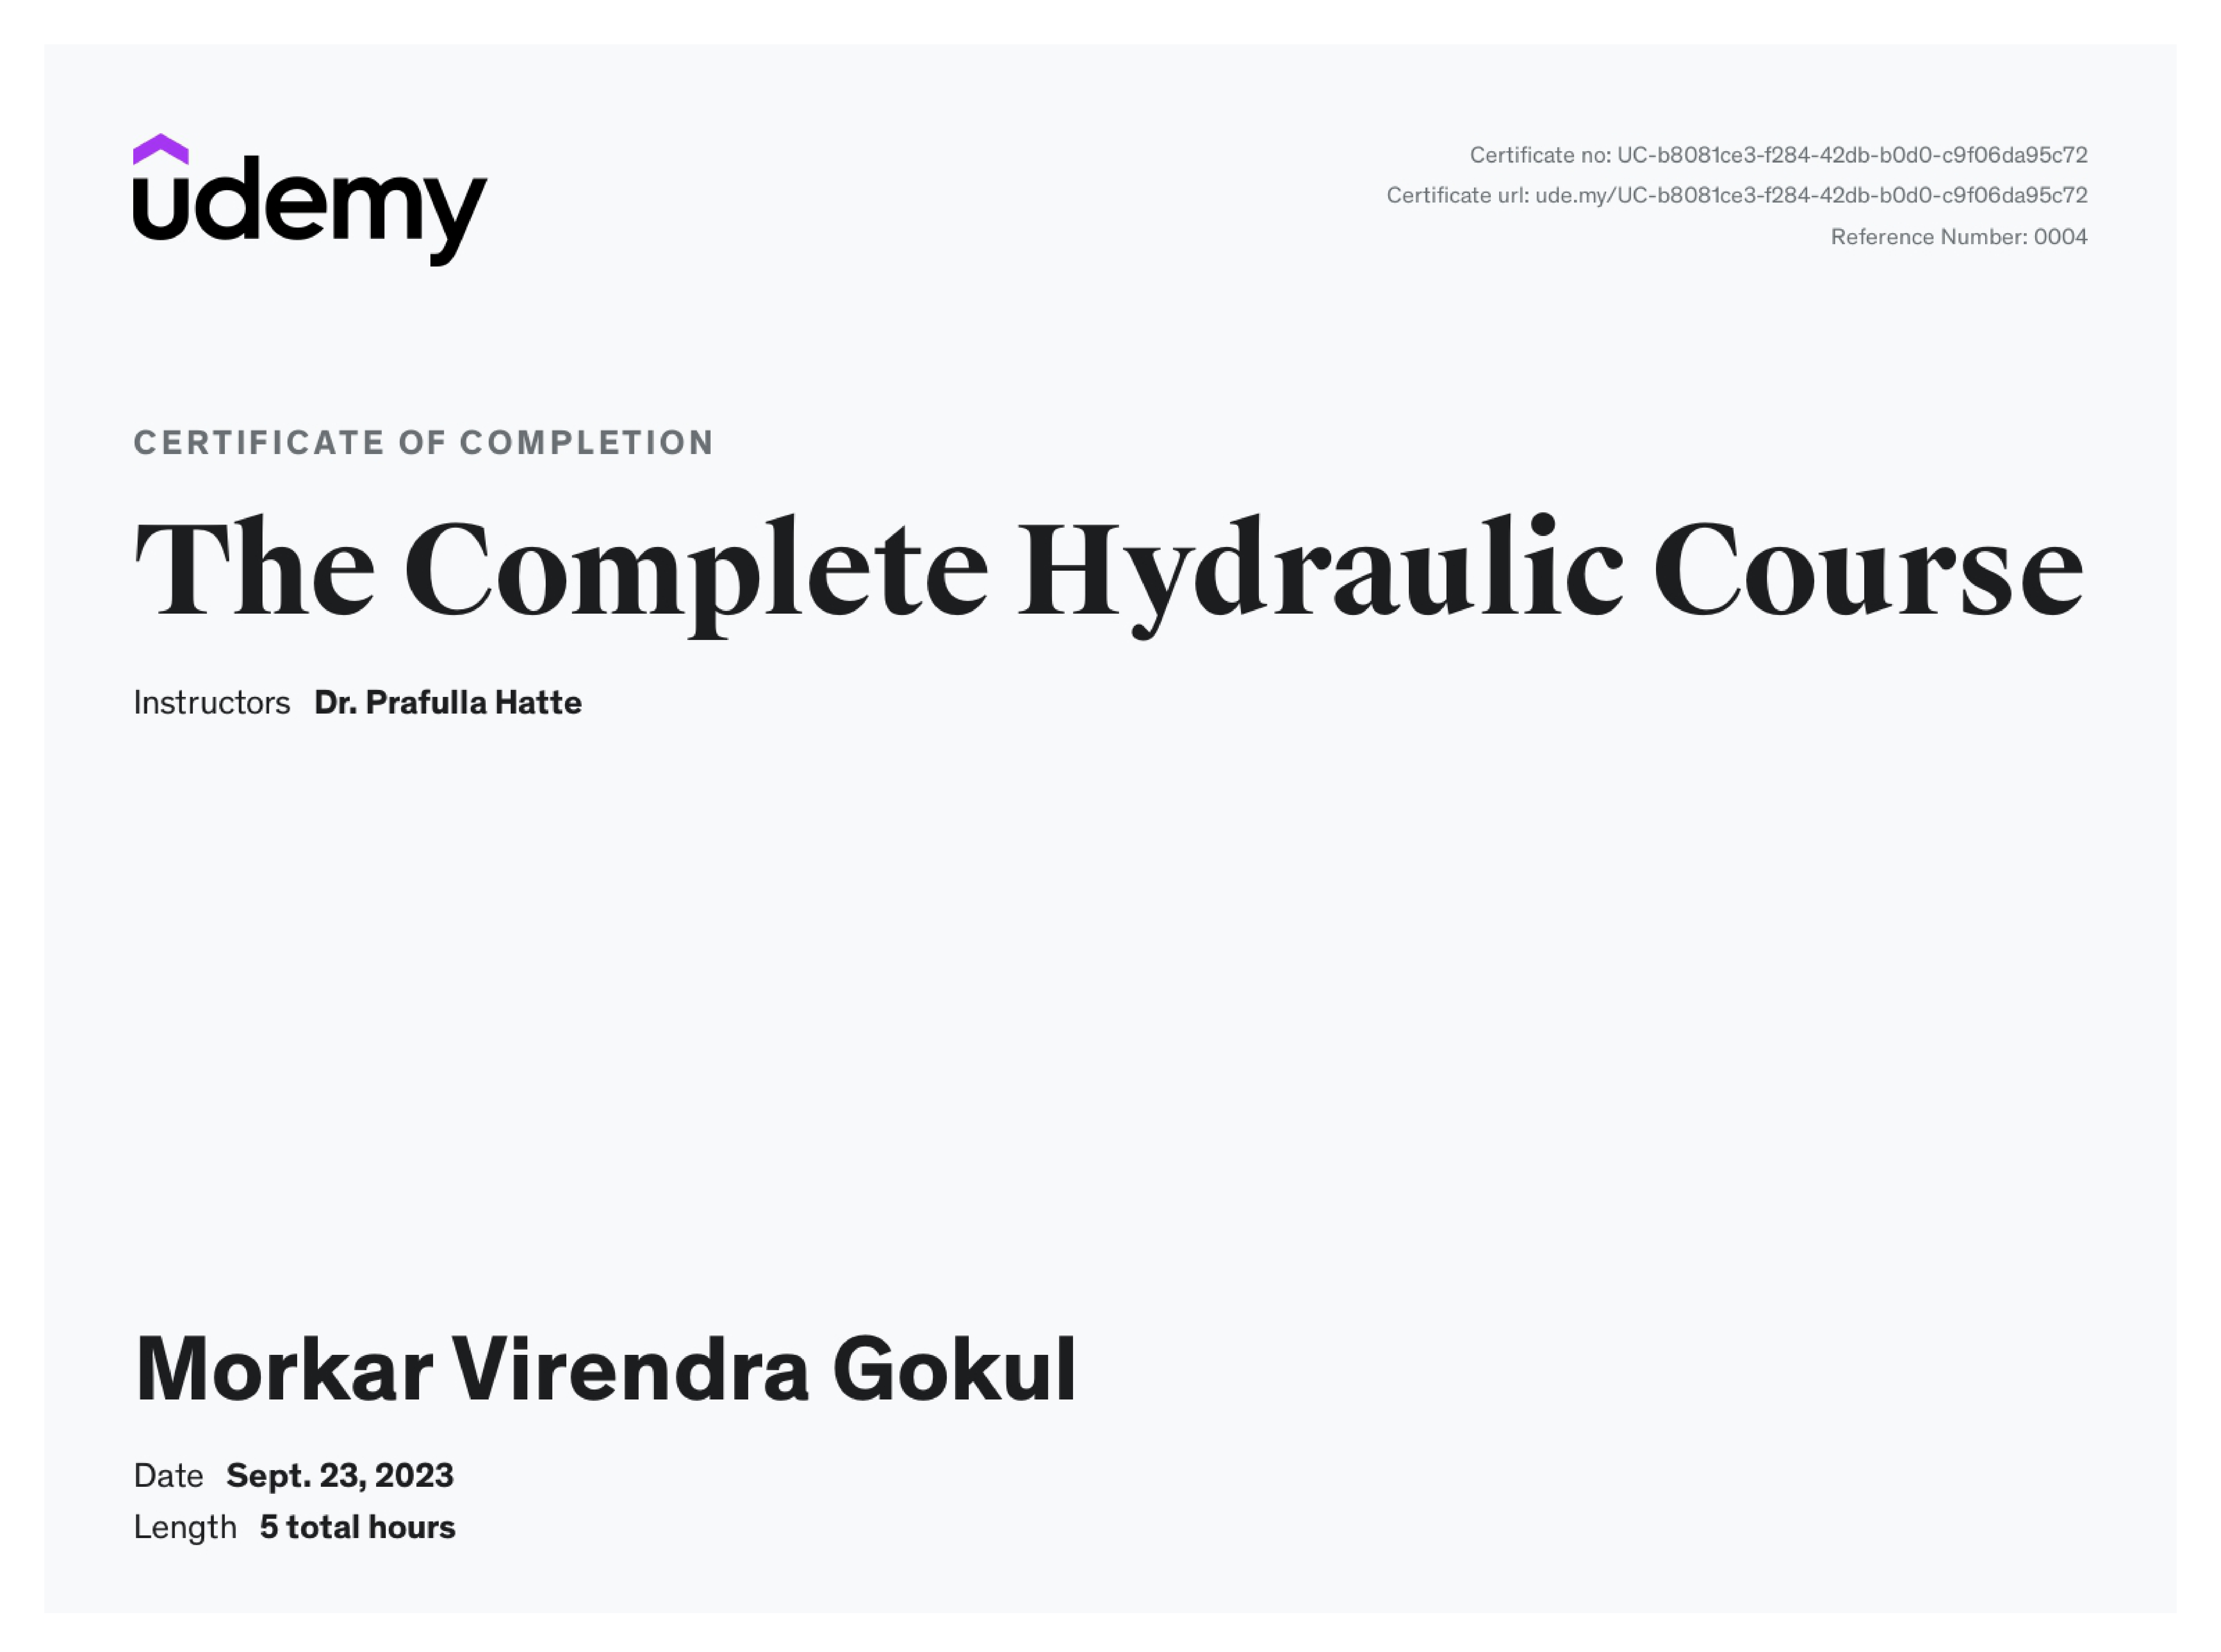 udemy
Certificate no: UC-b8081ce3-f284-42db-b0d0-c9f06da95c72
Certificate url: ude.my/UC-b8081ce3-f284-42db-b0d0-c9f06da95c72
Reference Number: 0004
CERTIFICATE OF COMPLETION
The Complete Hydraulic Course
Instructors Dr. Prafulla Hatte
Morkar Virendra Gokul
Date Sept. 23, 2023
Length 5 total hours